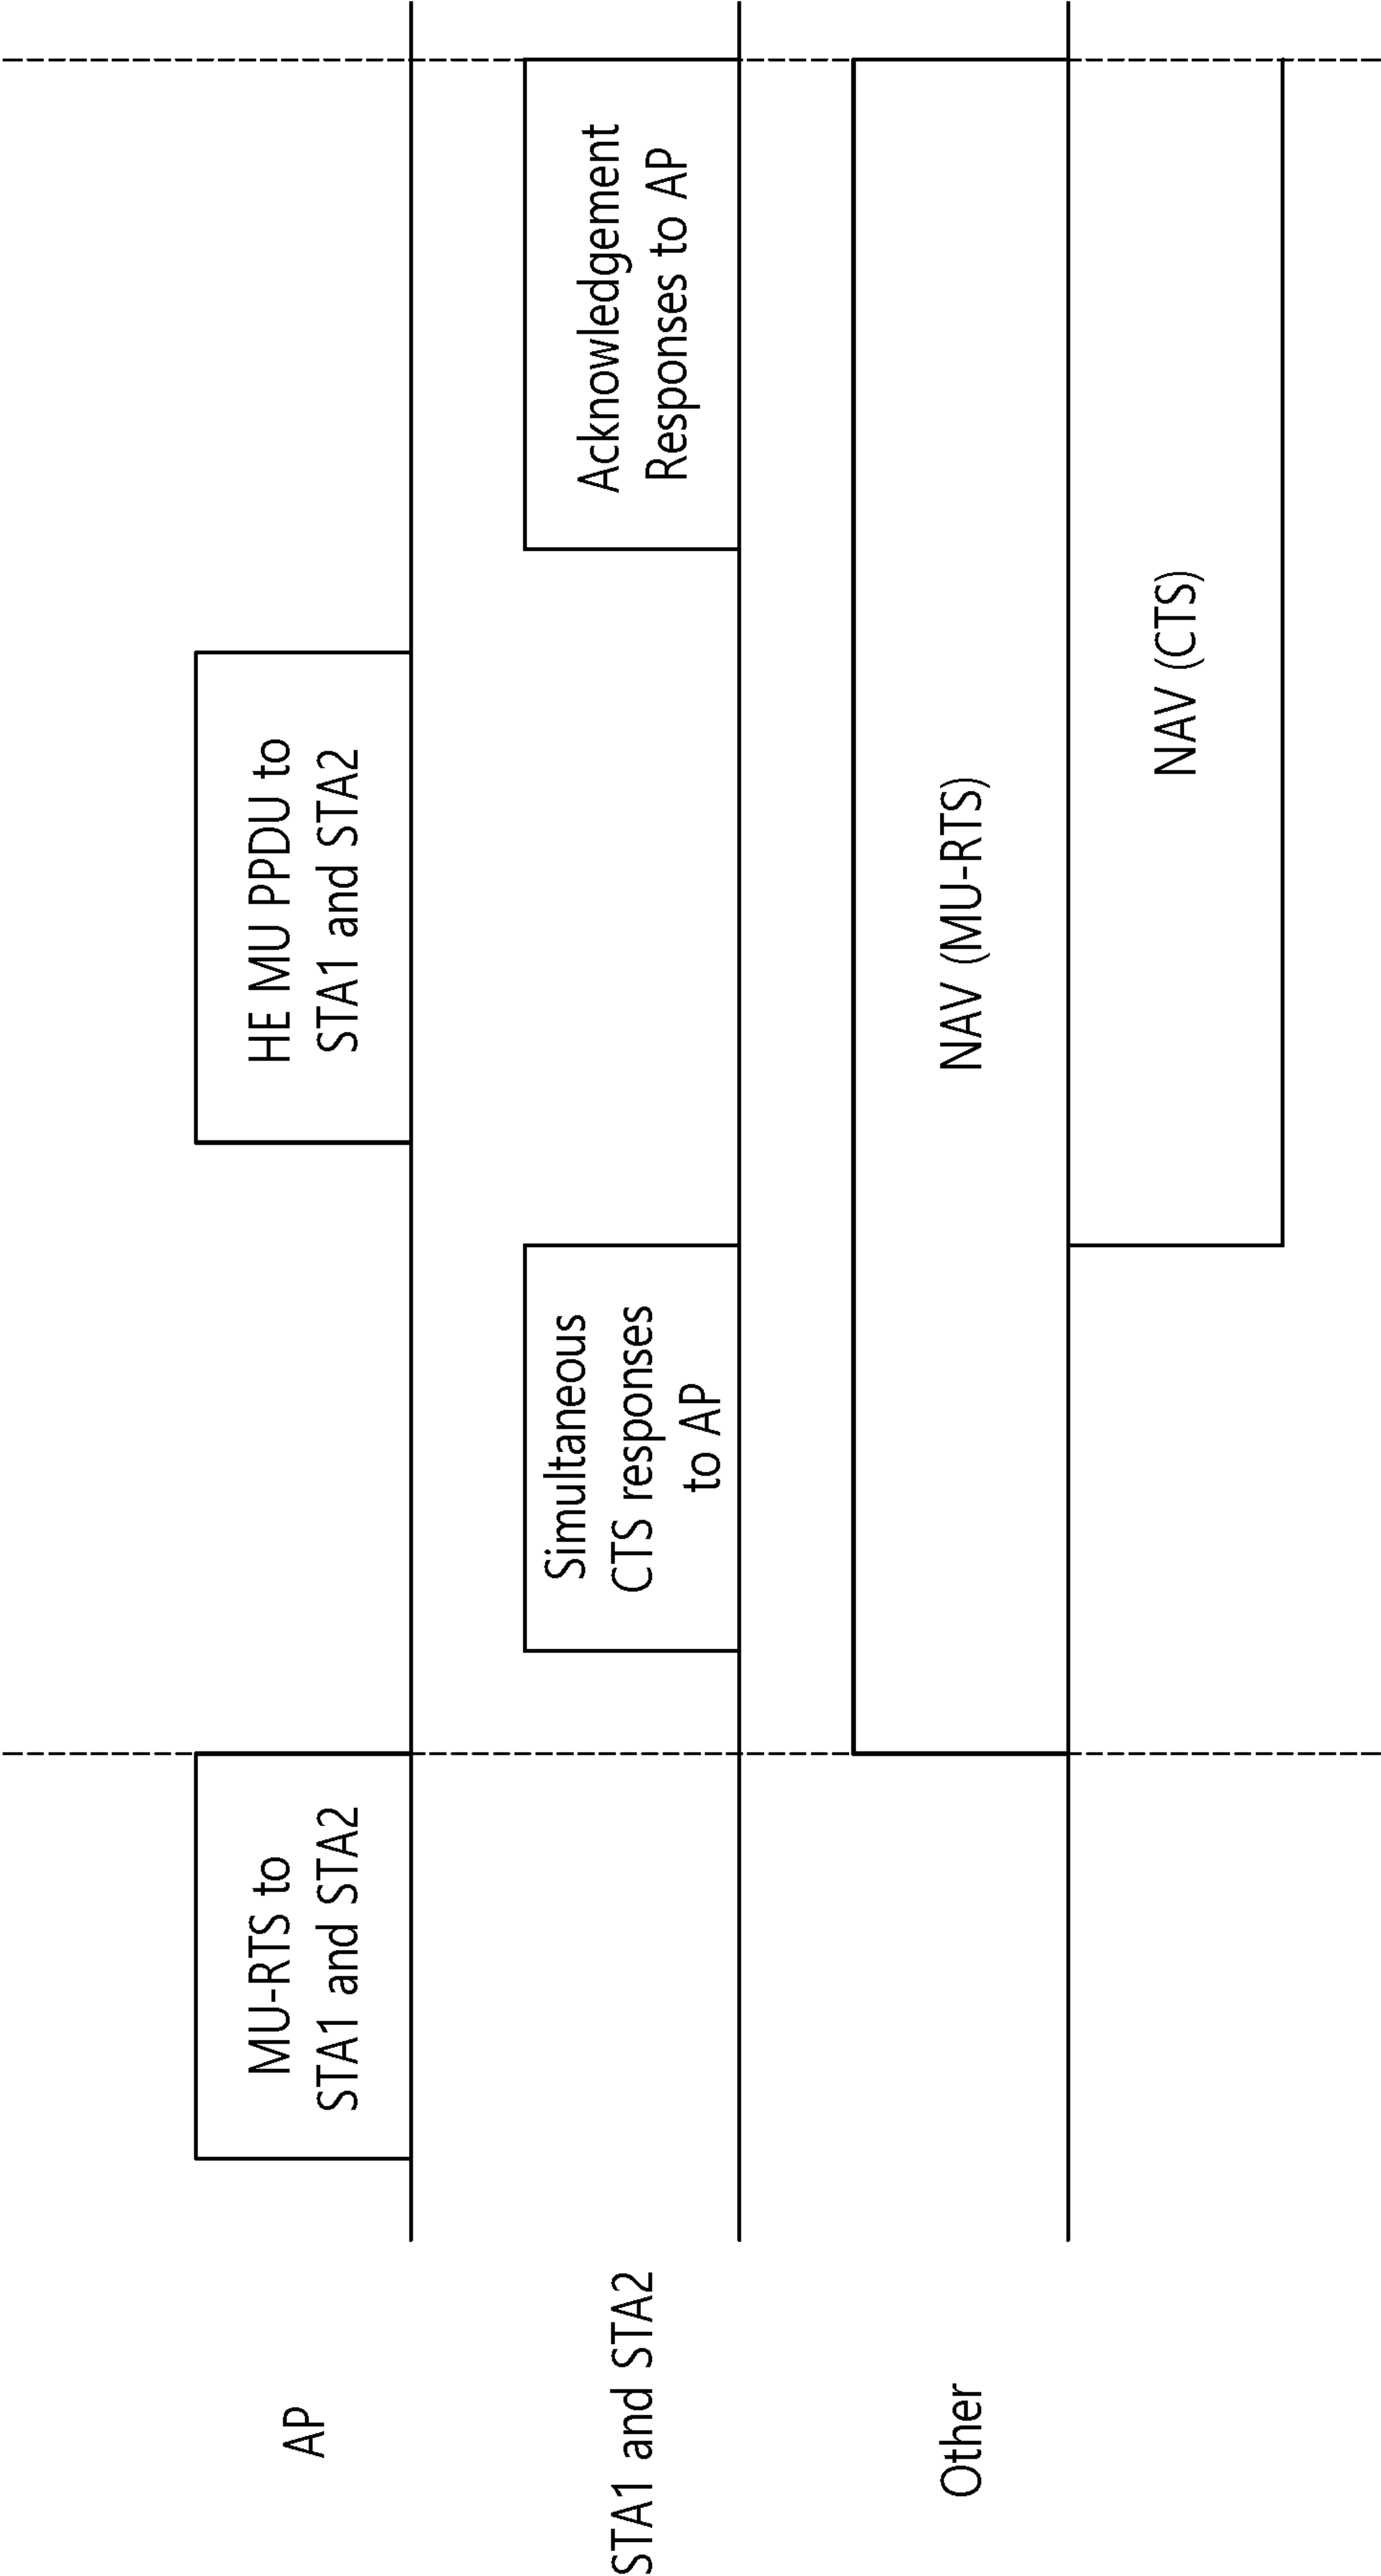 AP
MU-RTS to
STA1 and STA2
HE MU PPDU to
STA1 and STA2
STA1 and STA2
Simultaneous
CTS responses
to AP
Acknowledgement
Responses to AP
Other
NAV (MU-RTS)
NAV (CTS)